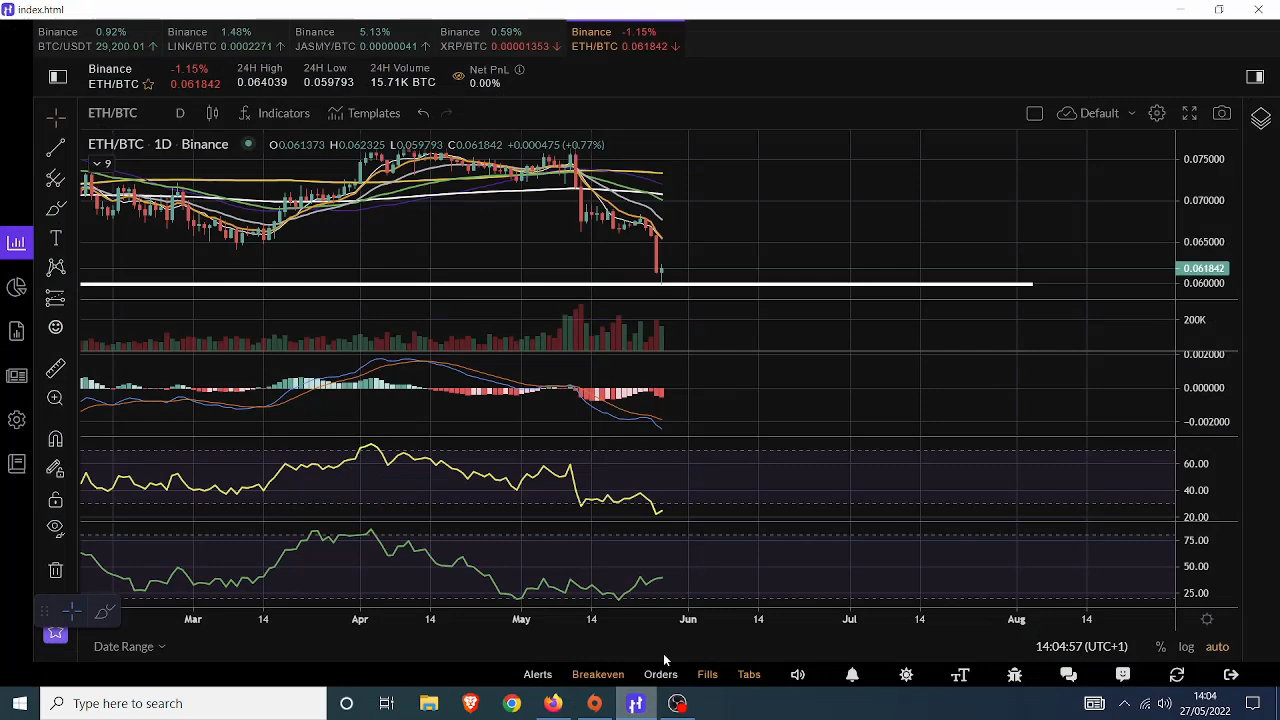 index.html
Binance 0.92%
BTC/USDT 29,200.01 ↑
Binance 1.48%
LINK/BTC 0.0002271 ↑
Binance 5.13%
JASMY/BTC 0.00000041 ↑
Binance 0.59%
XRP/BTC 0.00001353 ↓
Binance -1.15%
ETH/BTC 0.061842 ↓
Binance
ETH/BTC
-1.15%
0.061842
24H High
0.064039
24H Low
0.059793
24H Volume
15.71K BTC
Net PnL
0.00%
ETH/BTC D Indicators Templates Default
ETH/BTC · 1D · Binance O0.061373 H0.062325 L0.059793 C0.061842 +0.000475 (+0.77%)
9
0.075000
0.070000
0.065000
0.061842
0.060000
200K
0.002000
0.000000
−0.002000
60.00
40.00
20.00
75.00
50.00
25.00
Mar 14 Apr 14 May 14 Jun 14 Jul 14 Aug
Date Range 14:04:57 (UTC+1) % log auto
Alerts Breakeven Orders Fills Tabs
Type here to search
14:04
27/05/2022